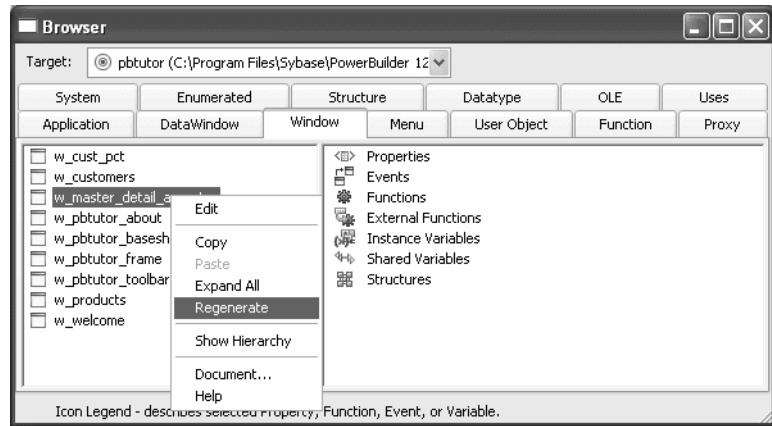 Browser
Target: pbtutor (C:\Program Files\Sybase\PowerBuilder 12
System Enumerated Structure Datatype OLE Uses
Application DataWindow Window Menu User Object Function Proxy
w_cust_pct
w_customers
w_master_detail_
w_pbtutor_about
w_pbtutor_basesh
w_pbtutor_frame
w_pbtutor_toolbar
w_products
w_welcome
Edit
Copy
Paste
Expand All
Regenerate
Show Hierarchy
Document...
Help
Properties
Events
Functions
External Functions
Instance Variables
Shared Variables
Structures
Icon Legend - describes selected Property, Function, Event, or Variable.